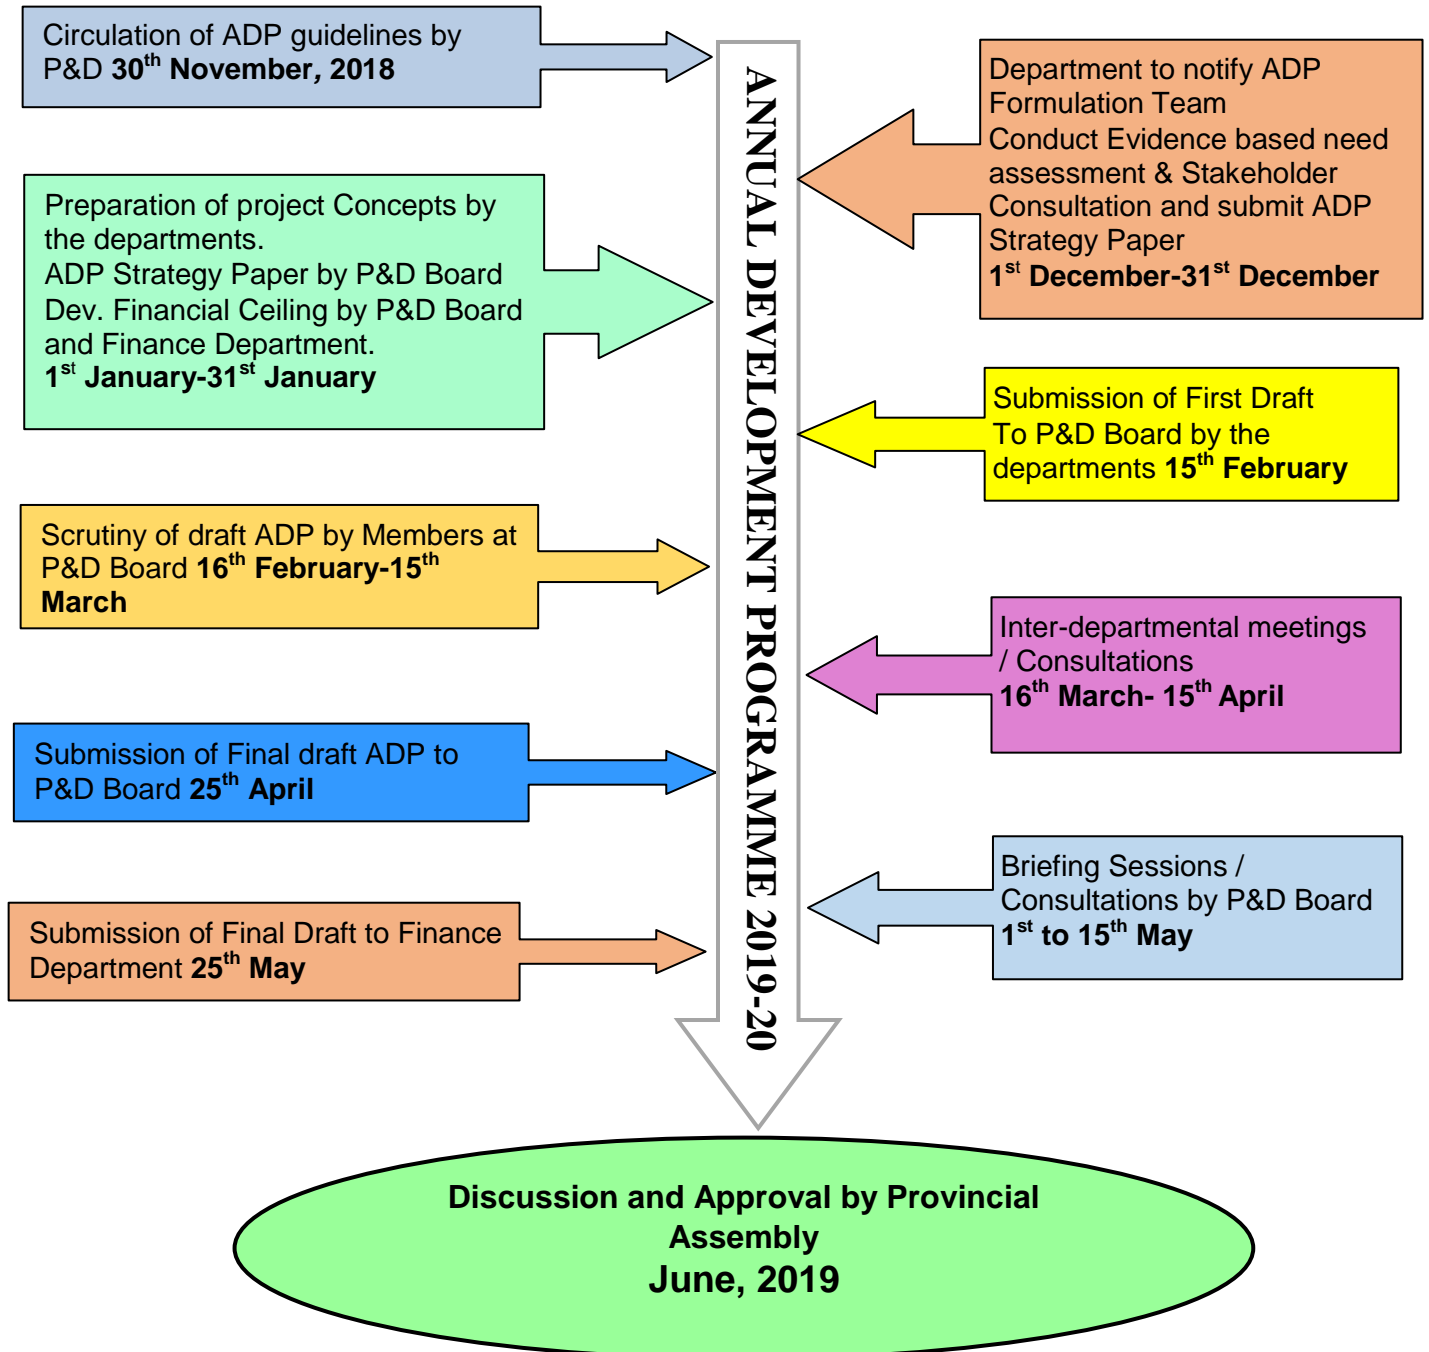 Circulation of ADP guidelines by
P&D 30th November, 2018
Department to notify ADP
Formulation Team
Conduct Evidence based need
assessment & Stakeholder
Consultation and submit ADP
Strategy Paper
1st December-31st December
Preparation of project Concepts by
the departments.
ADP Strategy Paper by P&D Board
Dev. Financial Ceiling by P&D Board
and Finance Department.
1st January-31st January
Submission of First Draft
To P&D Board by the
departments 15th February
Scrutiny of draft ADP by Members at
P&D Board 16th February-15th
March
Inter-departmental meetings
/ Consultations
16th March- 15th April
Submission of Final draft ADP to
P&D Board 25th April
Briefing Sessions /
Consultations by P&D Board
1st to 15th May
Submission of Final Draft to Finance
Department 25th May
ANNUAL DEVELOPMENT PROGRAMME 2019-20
Discussion and Approval by Provincial
Assembly
June, 2019